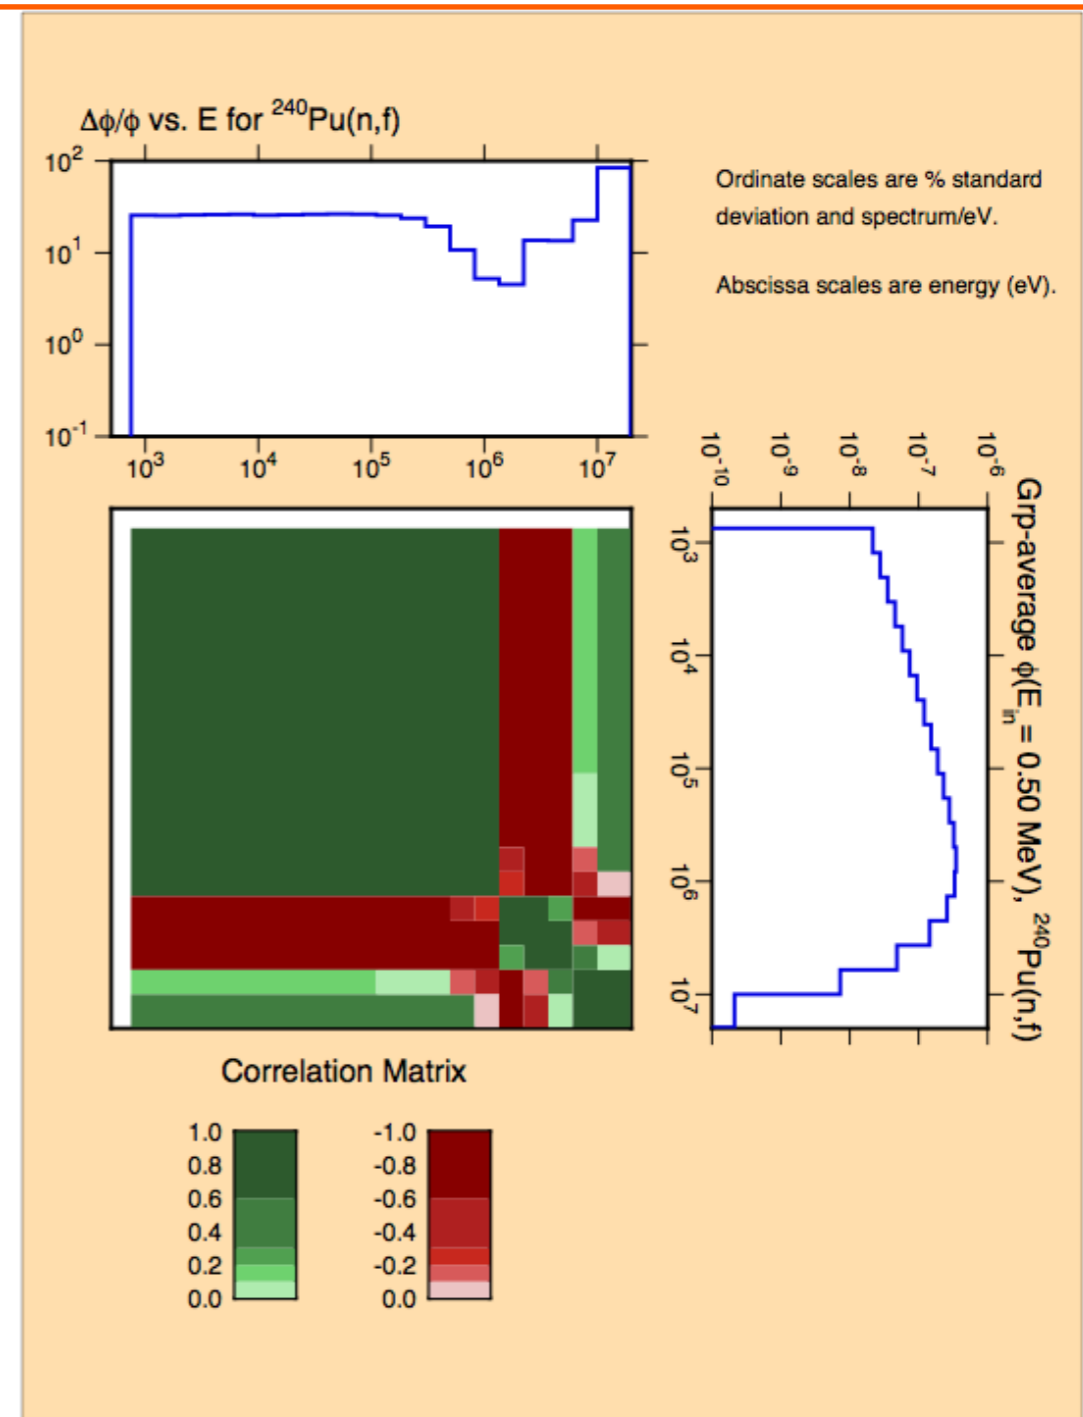 Δϕ/ϕ vs. E for ²⁴⁰Pu(n,f)
10²
10¹
10⁰
10⁻¹
10³ 10⁴ 10⁵ 10⁶ 10⁷
Ordinate scales are % standard
deviation and spectrum/eV.
Abscissa scales are energy (eV).
10⁻¹⁰ 10⁻⁹ 10⁻⁸ 10⁻⁷ 10⁻⁶
10³
10⁴
10⁵
10⁶
10⁷
Grp-average ϕ(E_in = 0.50 MeV), ²⁴⁰Pu(n,f)
Correlation Matrix
1.0 -1.0
0.8 -0.8
0.6 -0.6
0.4 -0.4
0.2 -0.2
0.0 0.0